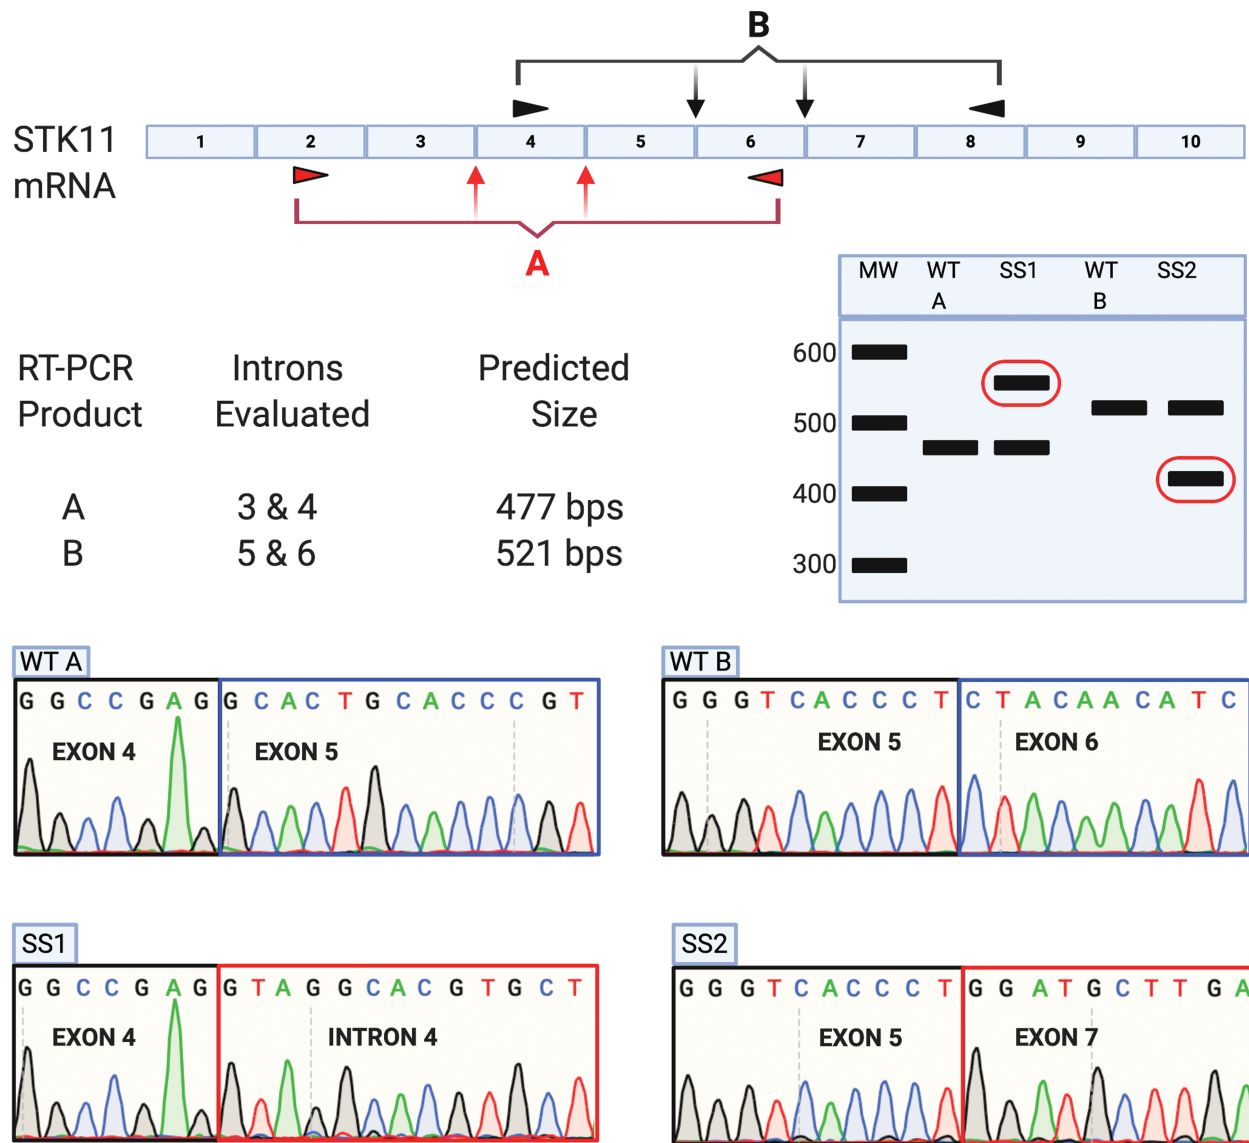 B
STK11 mRNA
1 2 3 4 5 6 7 8 9 10
A
MW WT A SS1 WT B SS2
600
500
400
300
RT-PCR Product Introns Evaluated Predicted Size
A 3 & 4 477 bps
B 5 & 6 521 bps
WT A
G G C C G A G G C A C T G C A C C C G T
EXON 4 EXON 5
WT B
G G G T C A C C C T C T A C A A C A T C
EXON 5 EXON 6
SS1
G G C C G A G G T A G G C A C G T G C T
EXON 4 INTRON 4
SS2
G G G T C A C C C T G G A T G C T T G A
EXON 5 EXON 7